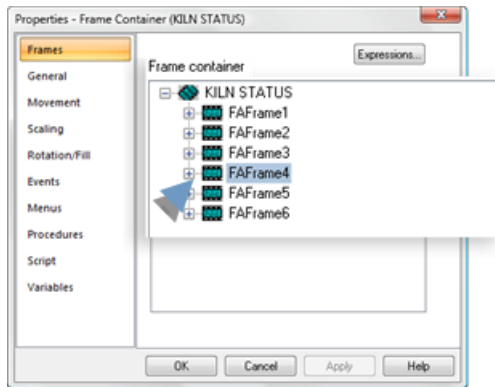 Properties - Frame Container (KILN STATUS)
Frames
General
Movement
Scaling
Rotation/Fill
Events
Menus
Procedures
Script
Variables
Expressions...
Frame container
KILN STATUS
FAFrame1
FAFrame2
FAFrame3
FAFrame4
FAFrame5
FAFrame6
OK Cancel Apply Help